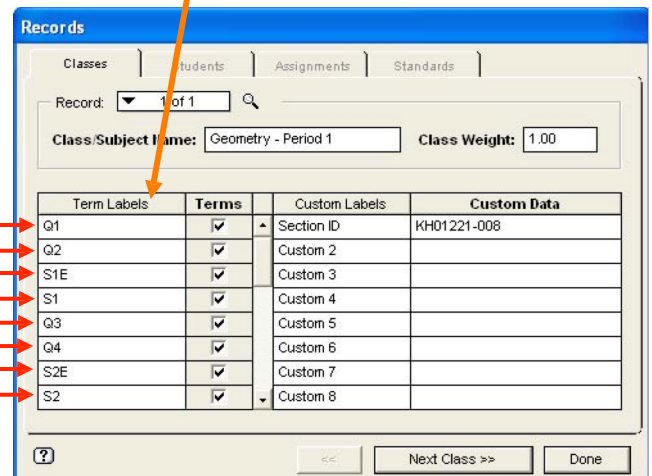 Records
Classes Students Assignments Standards
Record: 1 of 1
Class/Subject Name: Geometry - Period 1 Class Weight: 1.00
Term Labels Terms Custom Labels Custom Data
Q1 Section ID KH01221-008
Q2 Custom 2
S1E Custom 3
S1 Custom 4
Q3 Custom 5
Q4 Custom 6
S2E Custom 7
S2 Custom 8
? << Next Class >> Done